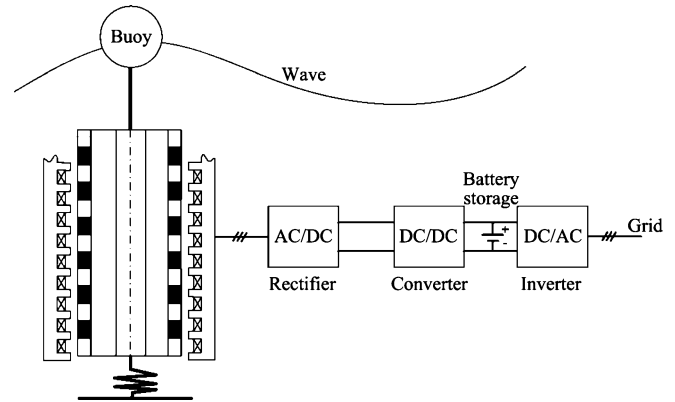 Buoy
Wave
Battery
storage
AC/DC
DC/DC
+
-
DC/AC
Grid
Rectifier
Converter
Inverter